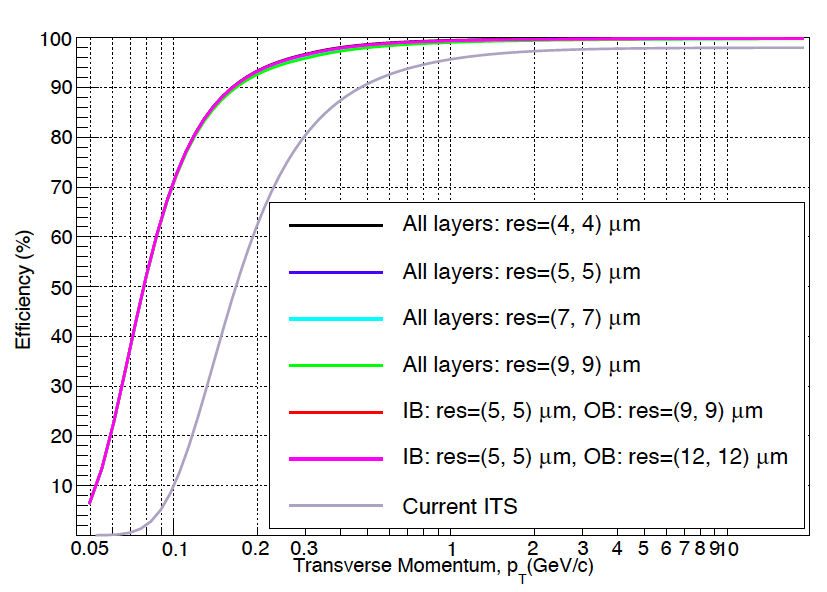 100
90
80
70
60
50
40
30
20
10
Efficiency (%)
All layers: res=(4, 4) μm
All layers: res=(5, 5) μm
All layers: res=(7, 7) μm
All layers: res=(9, 9) μm
IB: res=(5, 5) μm, OB: res=(9, 9) μm
IB: res=(5, 5) μm, OB: res=(12, 12) μm
Current ITS
0.05 0.1 0.2 0.3 1 2 3 4 5 6 7 8 9 10
Transverse Momentum, pT(GeV/c)